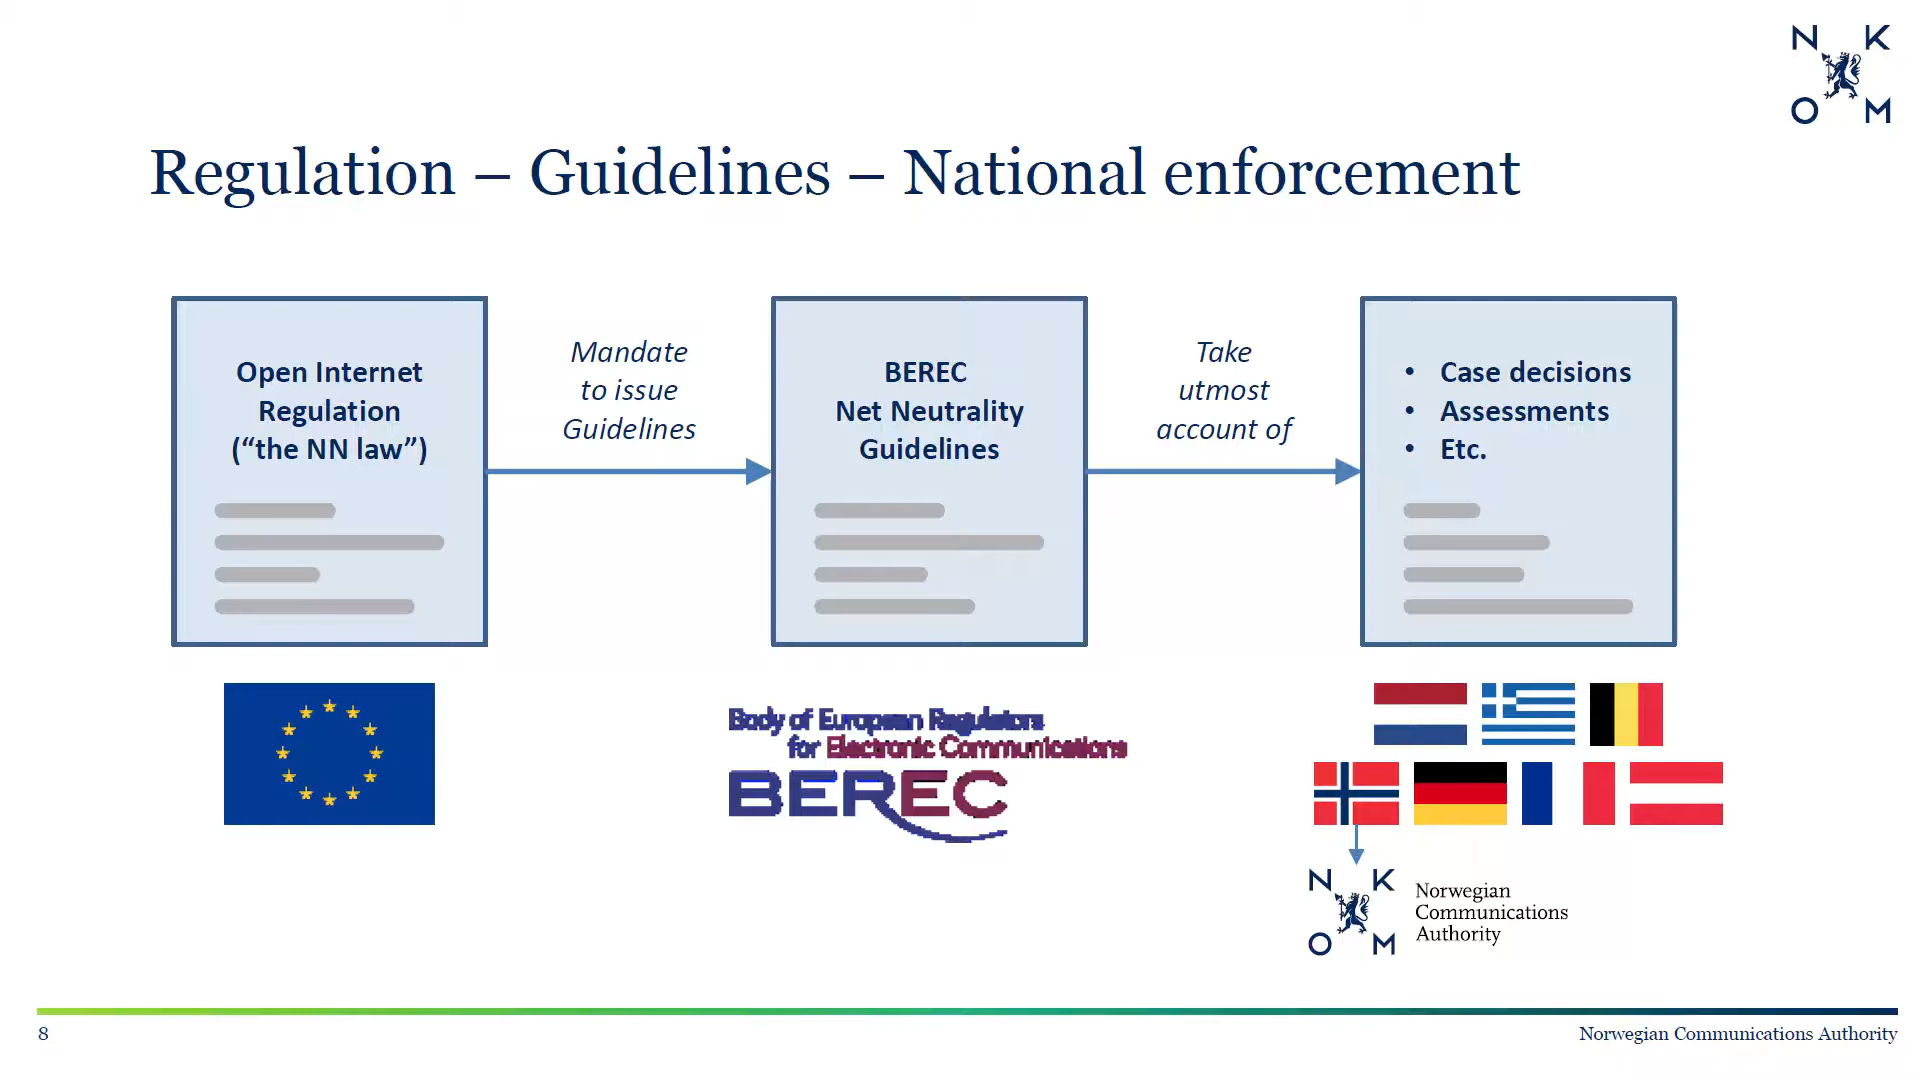 N K
O M
Regulation – Guidelines – National enforcement
Open Internet
Regulation
(“the NN law”)
Mandate
to issue
Guidelines
BEREC
Net Neutrality
Guidelines
Take
utmost
account of
• Case decisions
• Assessments
• Etc.
Body of European Regulators
for Electronic Communications
BEREC
N K
O M
Norwegian
Communications
Authority
8
Norwegian Communications Authority